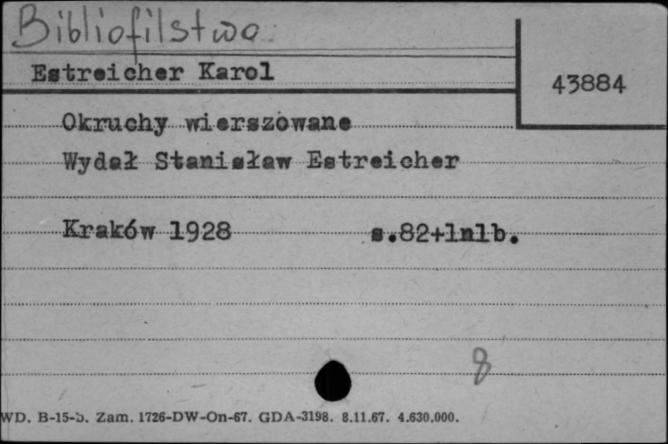 Bibliofilstwo
Estreicher Karol
43884
Okruchy wierszowane
Wydał Stanisław Estreicher
Kraków 1928 s.82+1nlb.
8
WD. B-15-b. Zam. 1726-DW-On-67. GDA-3198. 8.11.67. 4.630.000.